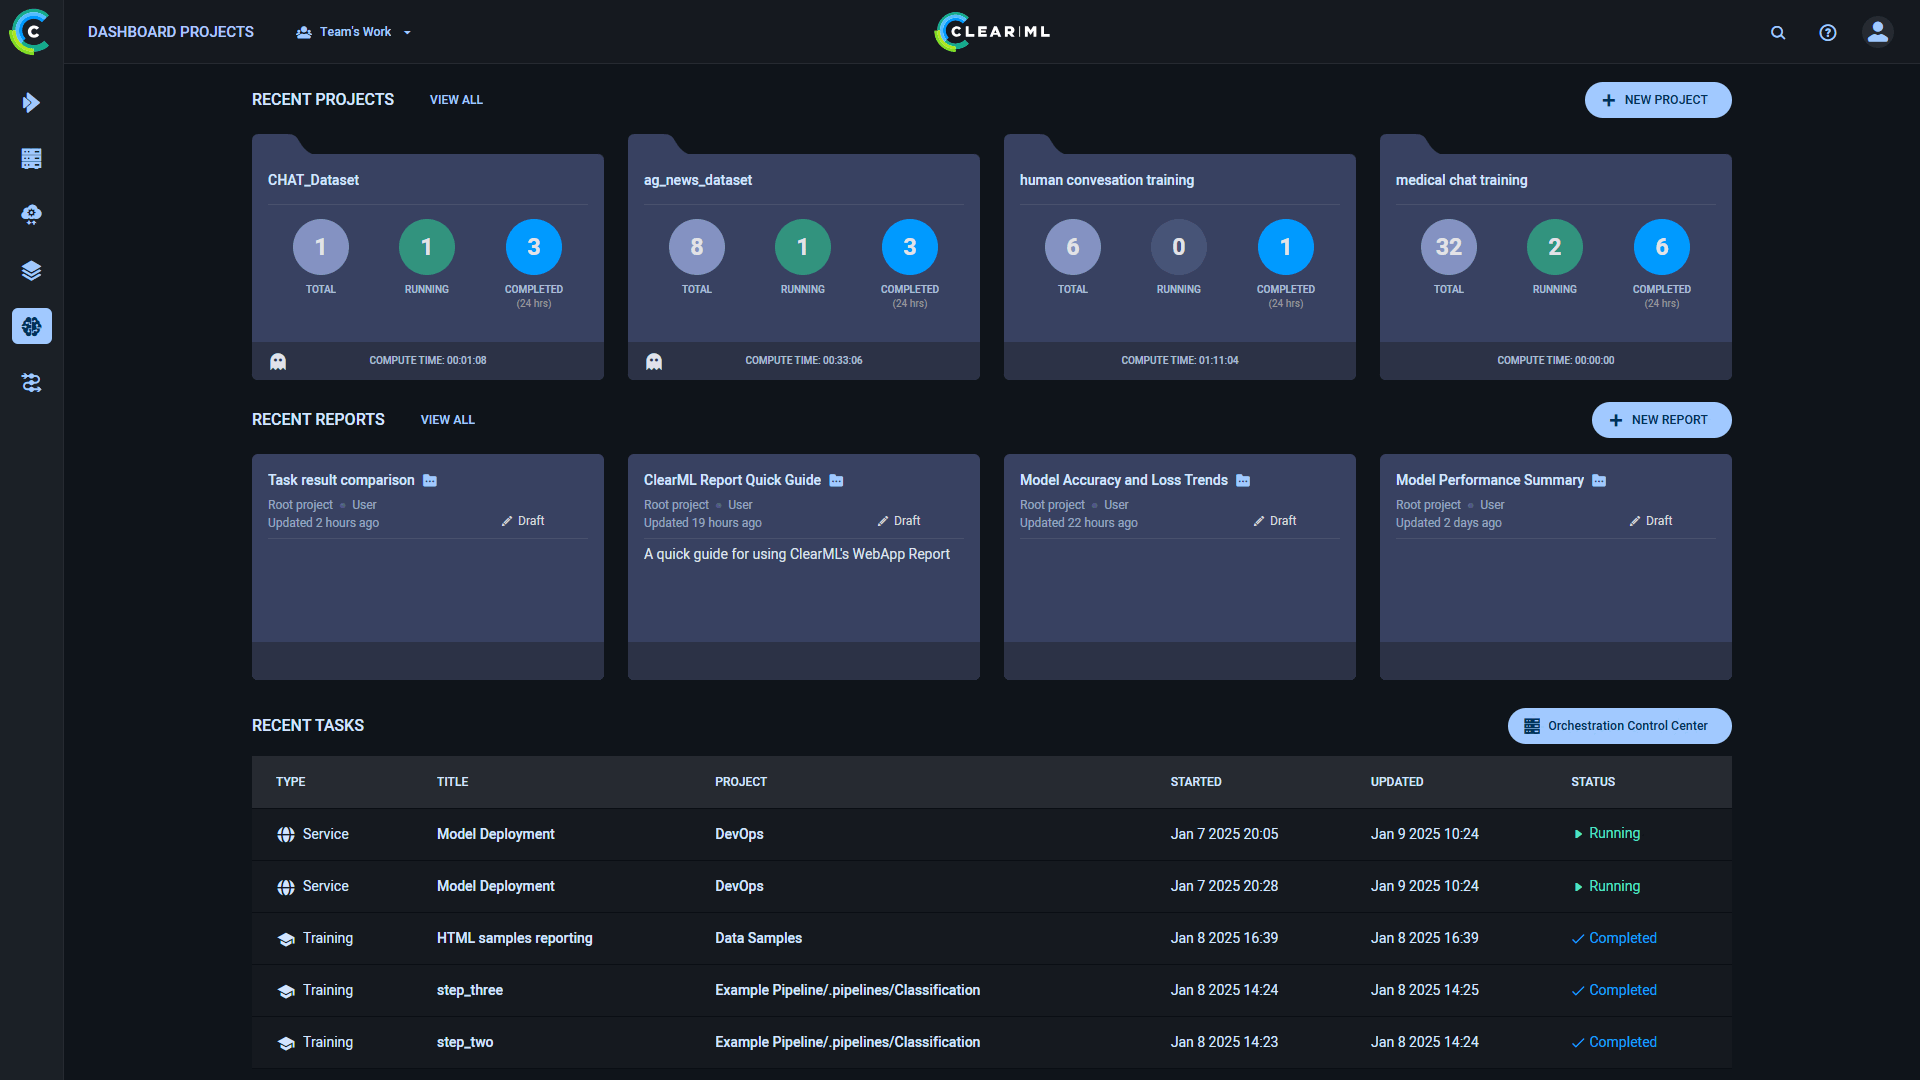 DASHBOARD PROJECTS
Team's Work
CLEAR|ML
RECENT PROJECTS
VIEW ALL
NEW PROJECT
CHAT_Dataset
1
1
3
TOTAL
RUNNING
COMPLETED
(24 hrs)
COMPUTE TIME: 00:01:08
ag_news_dataset
8
1
3
TOTAL
RUNNING
COMPLETED
(24 hrs)
COMPUTE TIME: 00:33:06
human convesation training
6
0
1
TOTAL
RUNNING
COMPLETED
(24 hrs)
COMPUTE TIME: 01:11:04
medical chat training
32
2
6
TOTAL
RUNNING
COMPLETED
(24 hrs)
COMPUTE TIME: 00:00:00
RECENT REPORTS
VIEW ALL
NEW REPORT
Task result comparison
Root project User
Updated 2 hours ago
Draft
ClearML Report Quick Guide
Root project User
Updated 19 hours ago
Draft
A quick guide for using ClearML's WebApp Report
Model Accuracy and Loss Trends
Root project User
Updated 22 hours ago
Draft
Model Performance Summary
Root project User
Updated 2 days ago
Draft
RECENT TASKS
Orchestration Control Center
TYPE TITLE PROJECT STARTED UPDATED STATUS
Service Model Deployment DevOps Jan 7 2025 20:05 Jan 9 2025 10:24 Running
Service Model Deployment DevOps Jan 7 2025 20:28 Jan 9 2025 10:24 Running
Training HTML samples reporting Data Samples Jan 8 2025 16:39 Jan 8 2025 16:39 Completed
Training step_three Example Pipeline/.pipelines/Classification Jan 8 2025 14:24 Jan 8 2025 14:25 Completed
Training step_two Example Pipeline/.pipelines/Classification Jan 8 2025 14:23 Jan 8 2025 14:24 Completed